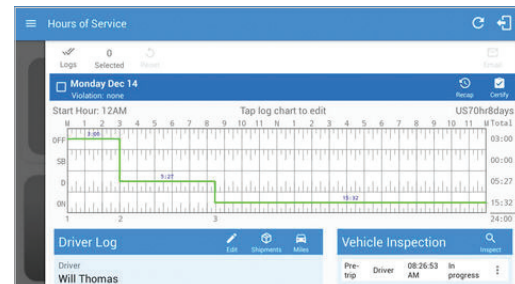 Hours of Service
Logs
0
Selected
Reset
Email
Monday Dec 14
Violation: none
Recap
Certify
Start Hour: 12AM
Tap log chart to edit
US70hr8days
M 1 2 3 4 5 6 7 8 9 10 11 N 1 2 3 4 5 6 7 8 9 10 11 M Total
OFF
03:00
SB
00:00
D
5:27
05:27
ON
15:32
15:32
1 2 3
24:00
Driver Log
Edit
Shipments
Miles
Vehicle Inspection
Inspect
Driver
Will Thomas
Pre-trip
Driver
08:26:53 AM
In progress